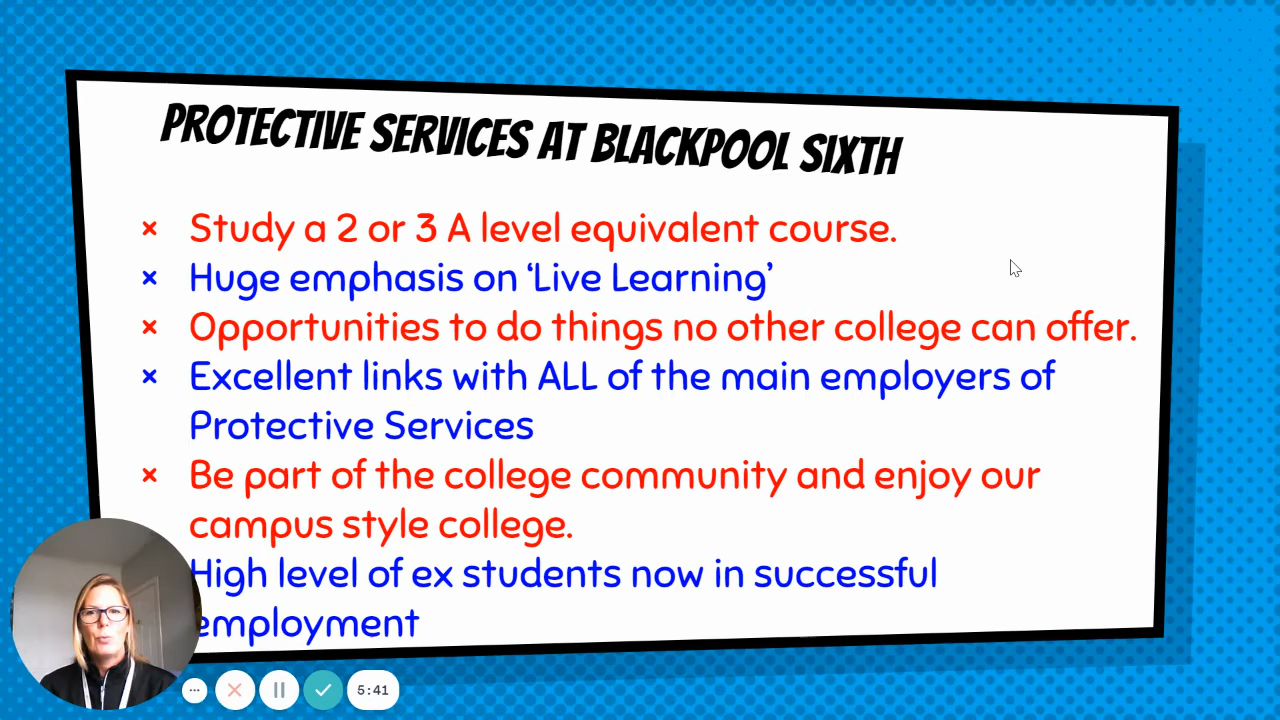 PROTECTIVE SERVICES AT BLACKPOOL SIXTH
× Study a 2 or 3 A level equivalent course.
× Huge emphasis on ‘Live Learning’
× Opportunities to do things no other college can offer.
× Excellent links with ALL of the main employers of
Protective Services
× Be part of the college community and enjoy our
campus style college.
High level of ex students now in successful
employment
5:41